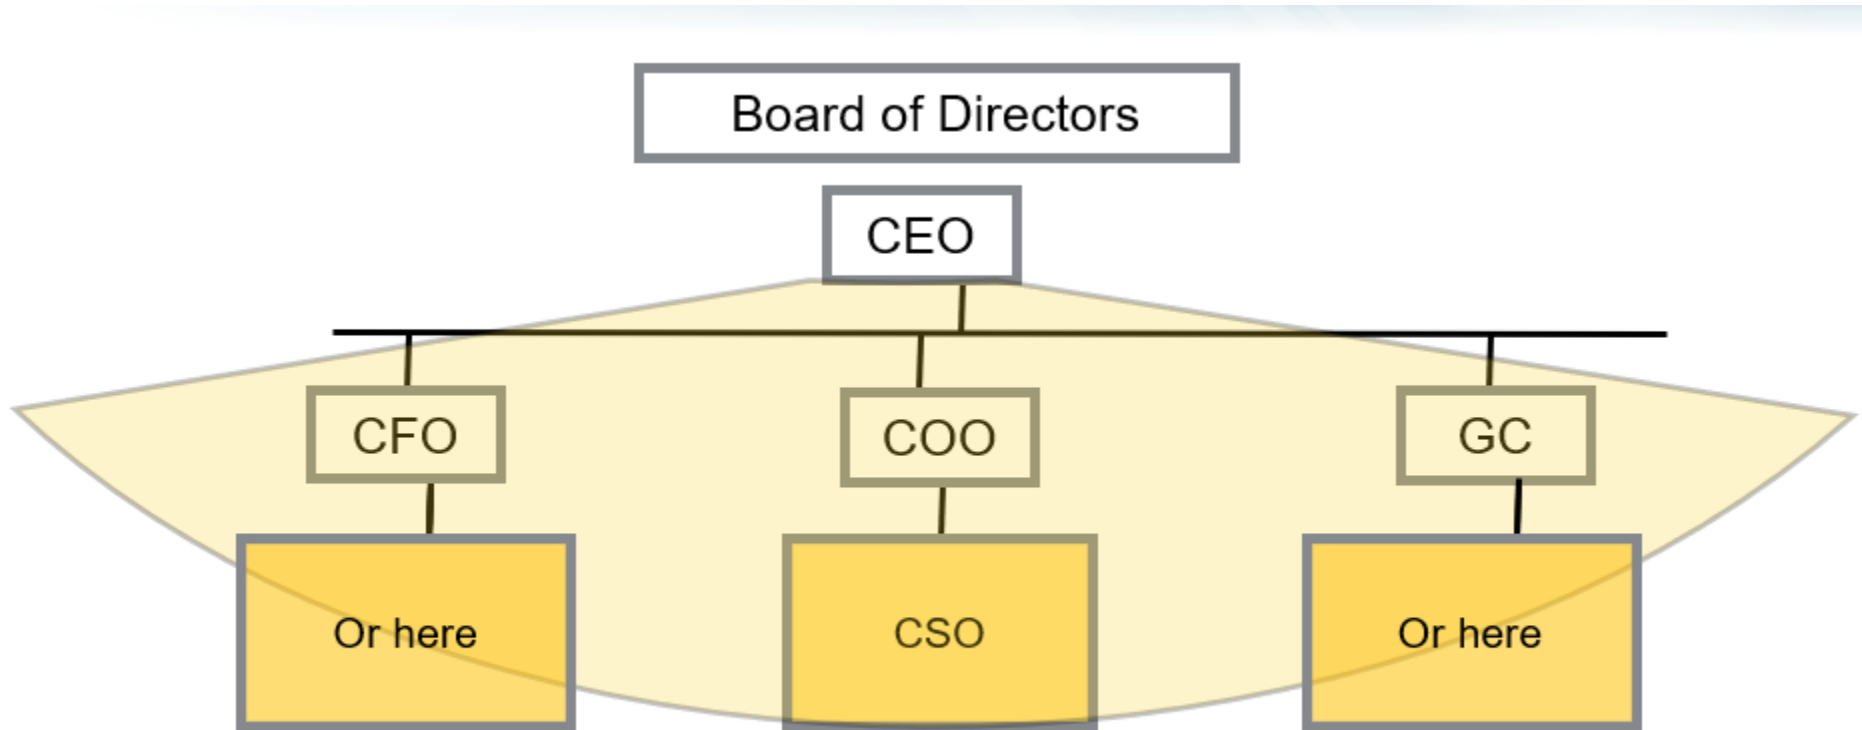 Board of Directors
CEO
CFO
COO
GC
Or here
CSO
Or here